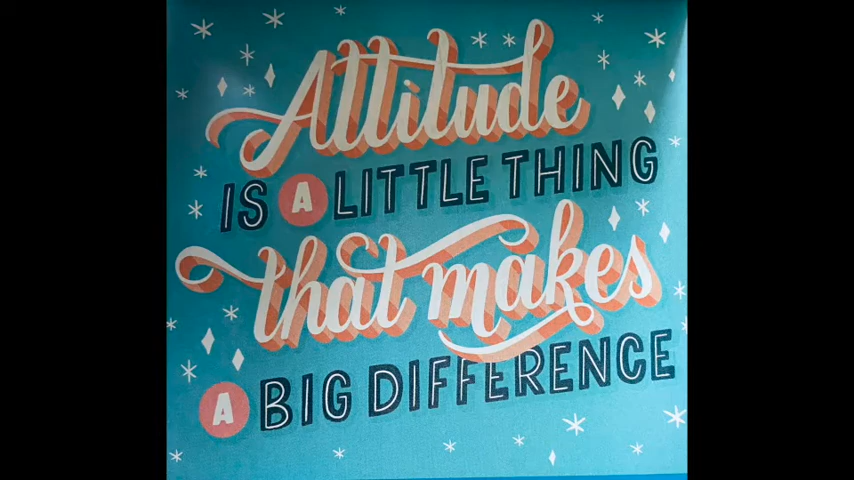 Attitude
IS A LITTLE THING
that makes
A BIG DIFFERENCE